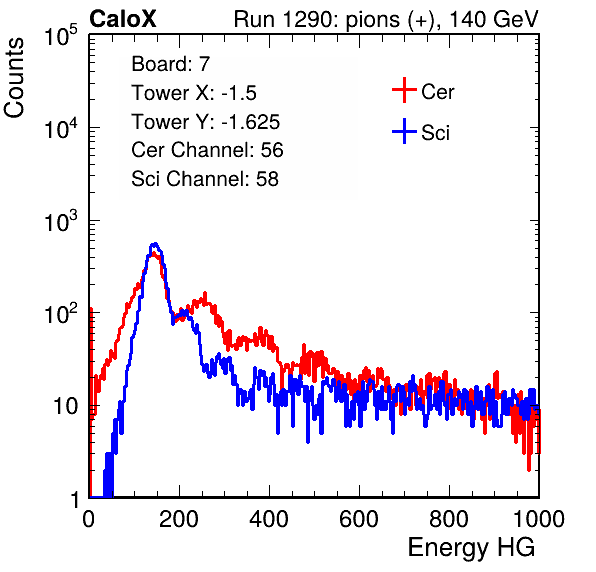 CaloX Run 1290: pions (+), 140 GeV
Counts
10^5
10^4
10^3
10^2
10
1
Board: 7
Tower X: -1.5
Tower Y: -1.625
Cer Channel: 56
Sci Channel: 58
Cer
Sci
0 200 400 600 800 1000
Energy HG